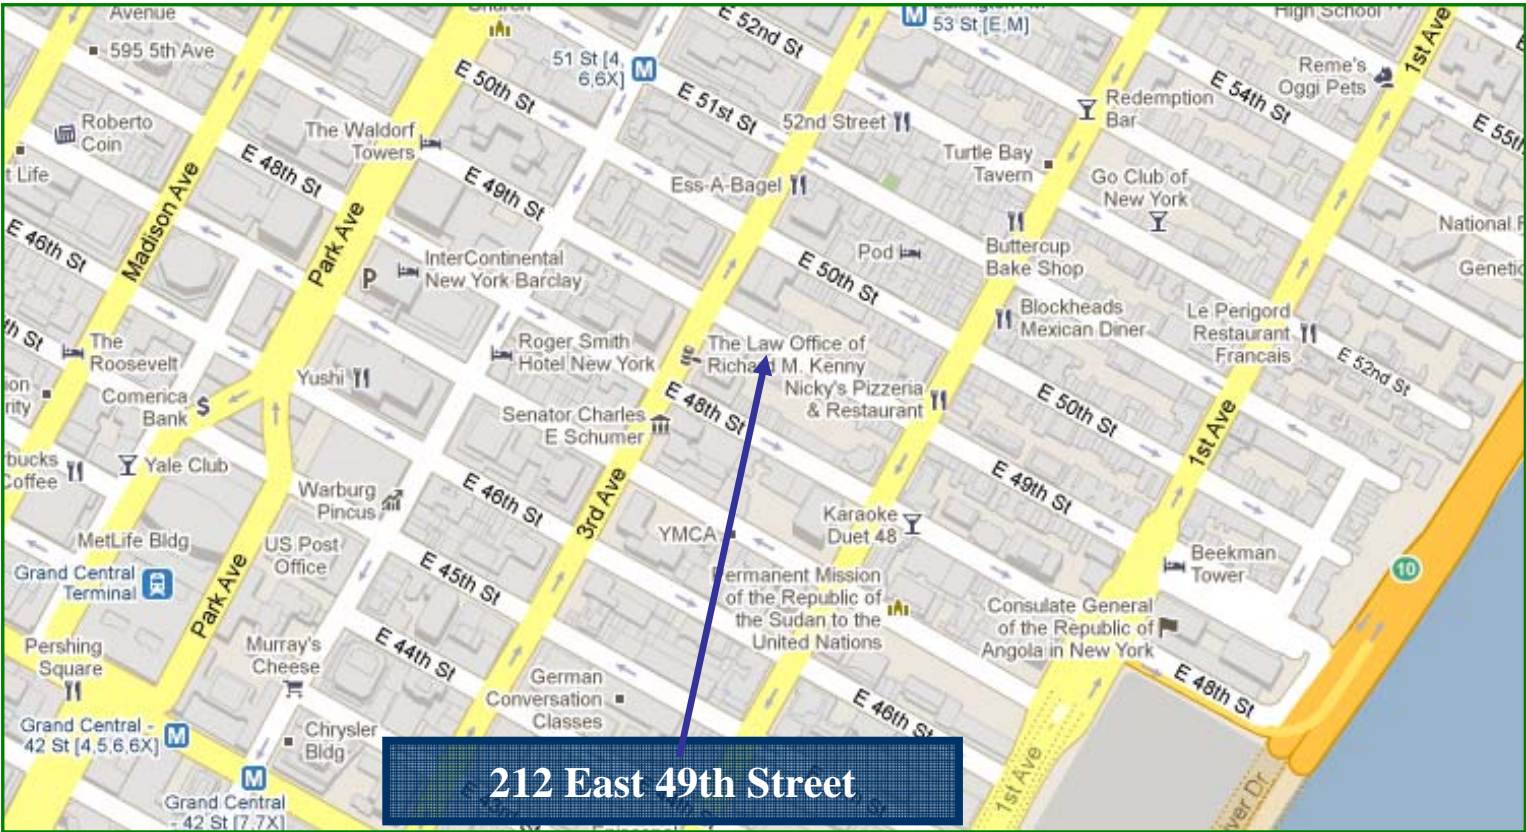 Avenue
595 5th Ave
Church
E 52nd St
53 St [E,M]
High School
1st Ave
51 St [4,
6,6X]
E 50th St
E 51st St
Reme's
Oggi Pets
E 54th St
Redemption
Bar
E 55th
Roberto
Coin
The Waldorf
Towers
52nd Street
Turtle Bay
Tavern
t Life
E 48th St
E 49th St
Ess-A-Bagel
Go Club of
New York
Madison Ave
Park Ave
E 46th St
InterContinental
New York Barclay
Pod
E 50th St
Buttercup
Bake Shop
National
Genetic
Blockheads
Mexican Diner
Le Perigord
Restaurant
Francais
E 52nd St
th St
The
Roosevelt
Roger Smith
Hotel New York
The Law Office of
Richard M. Kenny
Nicky's Pizzeria
& Restaurant
Yushi
E 48th St
E 50th St
Comerica
Bank
Senator Charles
E Schumer
1st Ave
Yale Club
Coffee
Warburg
Pincus
E 46th St
3rd Ave
E 49th St
YMCA
Karaoke
Duet 48
MetLife Bldg
US Post
Office
Beekman
Tower
10
Grand Central
Terminal
Park Ave
E 45th St
Permanent Mission
of the Republic of
the Sudan to the
United Nations
Consulate General
of the Republic of
Angola in New York
Pershing
Square
Murray's
Cheese
E 44th St
German
Conversation
Classes
E 46th St
E 48th St
Grand Central -
42 St [4,5,6,6X]
Chrysler
Bldg
1st Ave
Grand Central
- 42 St [7,7X]
212 East 49th Street